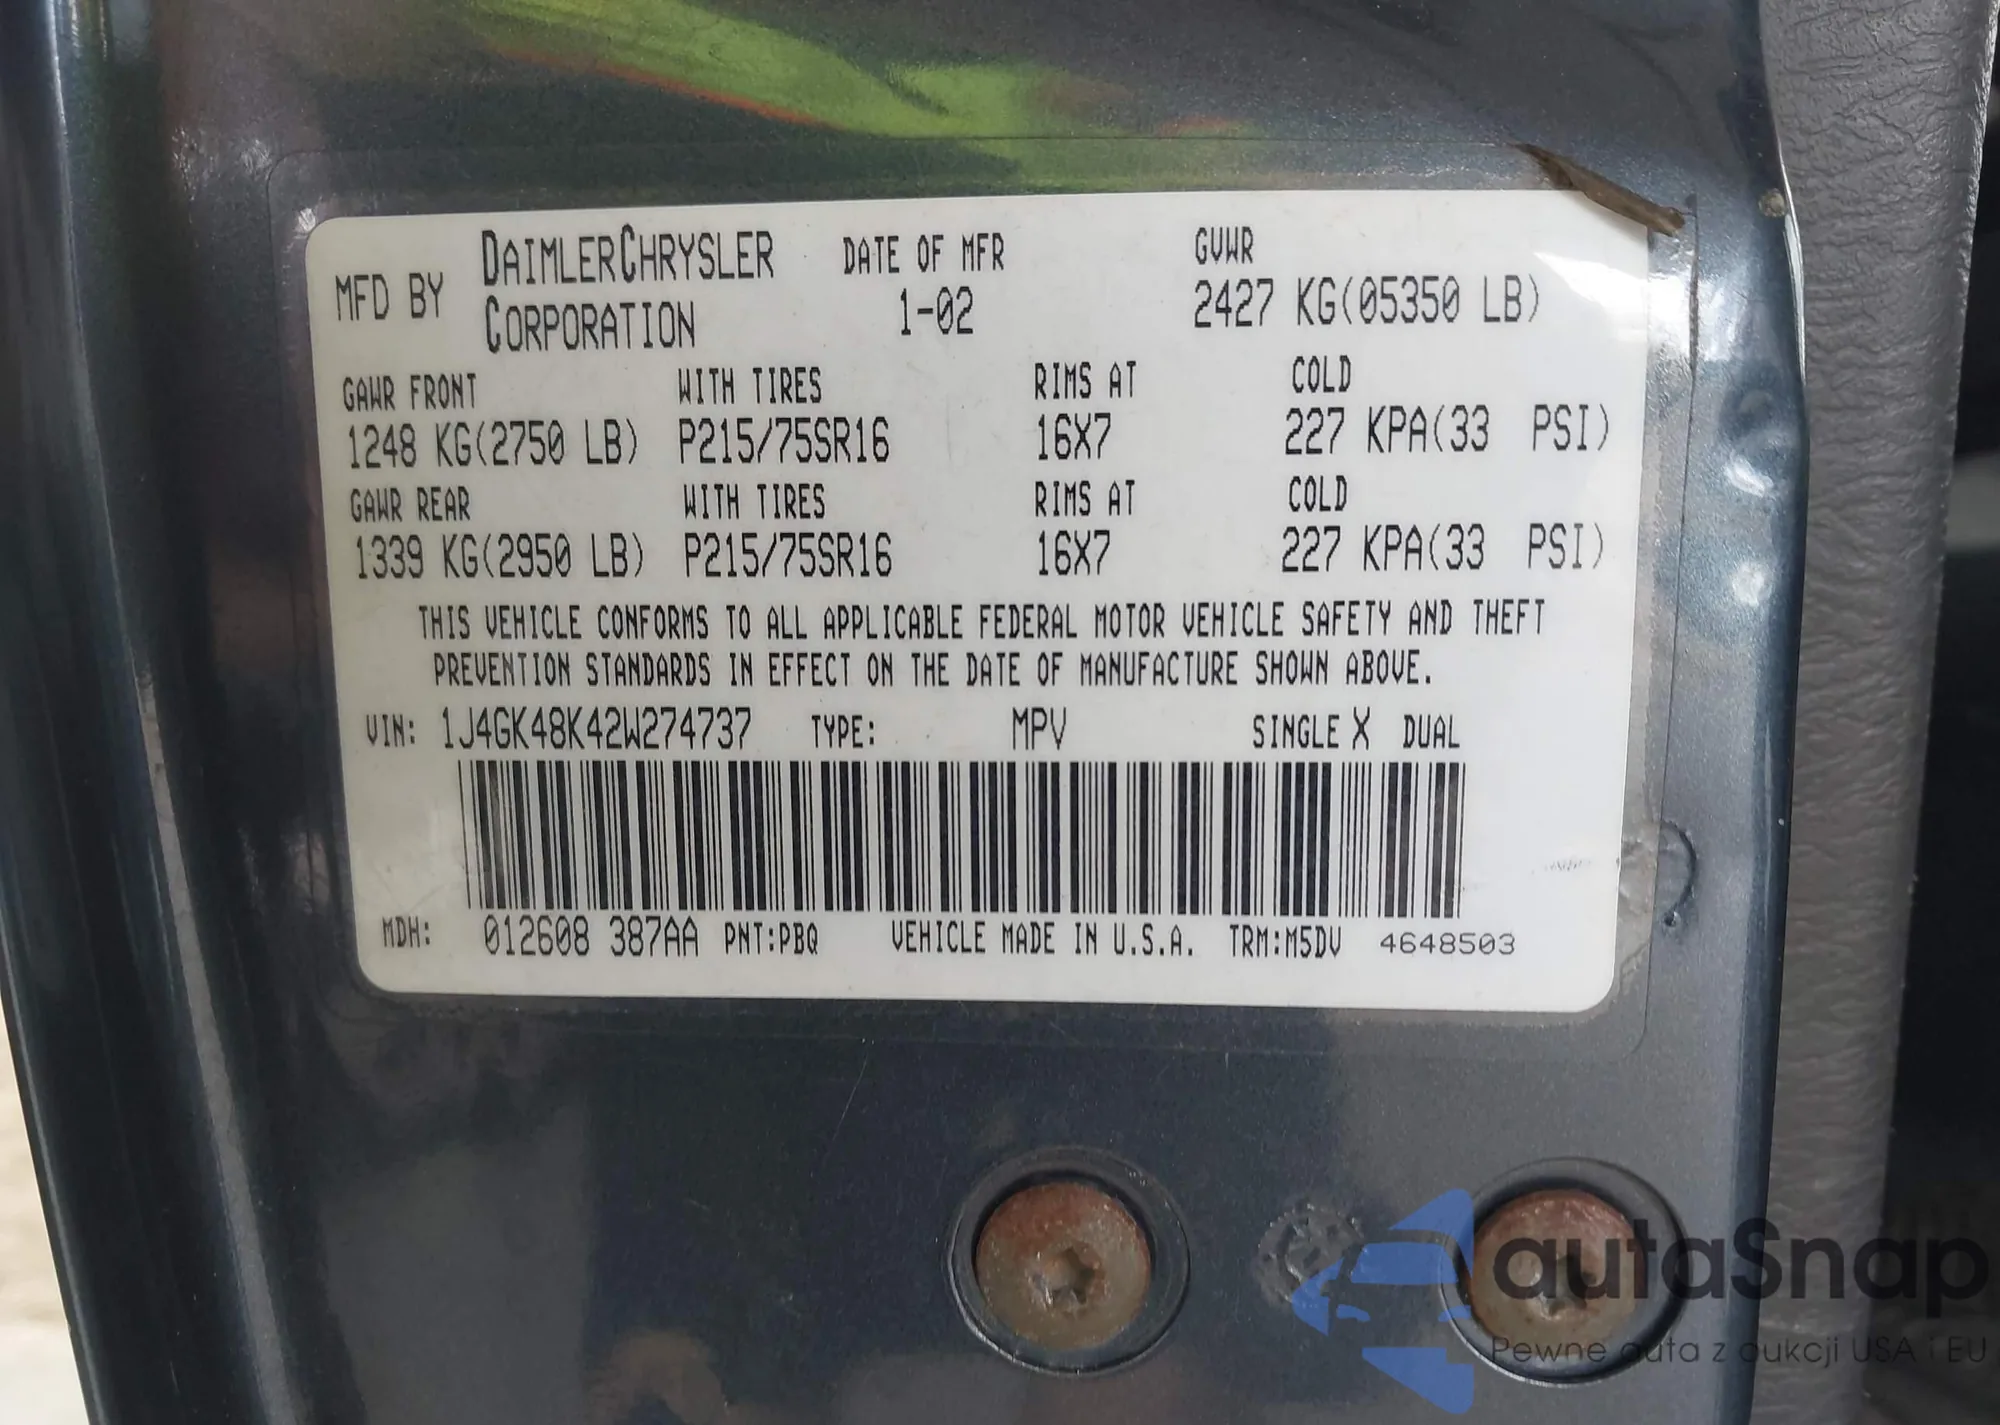 MFD BY DAIMLERCHRYSLER CORPORATION DATE OF MFR 1-02 GVWR 2427 KG(05350 LB)
GAWR FRONT WITH TIRES RIMS AT COLD
1248 KG(2750 LB) P215/75SR16 16X7 227 KPA(33 PSI)
GAWR REAR WITH TIRES RIMS AT COLD
1339 KG(2950 LB) P215/75SR16 16X7 227 KPA(33 PSI)
THIS VEHICLE CONFORMS TO ALL APPLICABLE FEDERAL MOTOR VEHICLE SAFETY AND THEFT
PREVENTION STANDARDS IN EFFECT ON THE DATE OF MANUFACTURE SHOWN ABOVE.
VIN: 1J4GK48K42W274737 TYPE: MPV SINGLE X DUAL
MDH: 012608 387AA PNT:PBQ VEHICLE MADE IN U.S.A. TRM:M5DV 4648503
autaSnap
Pewne auta z aukcji USA i EU